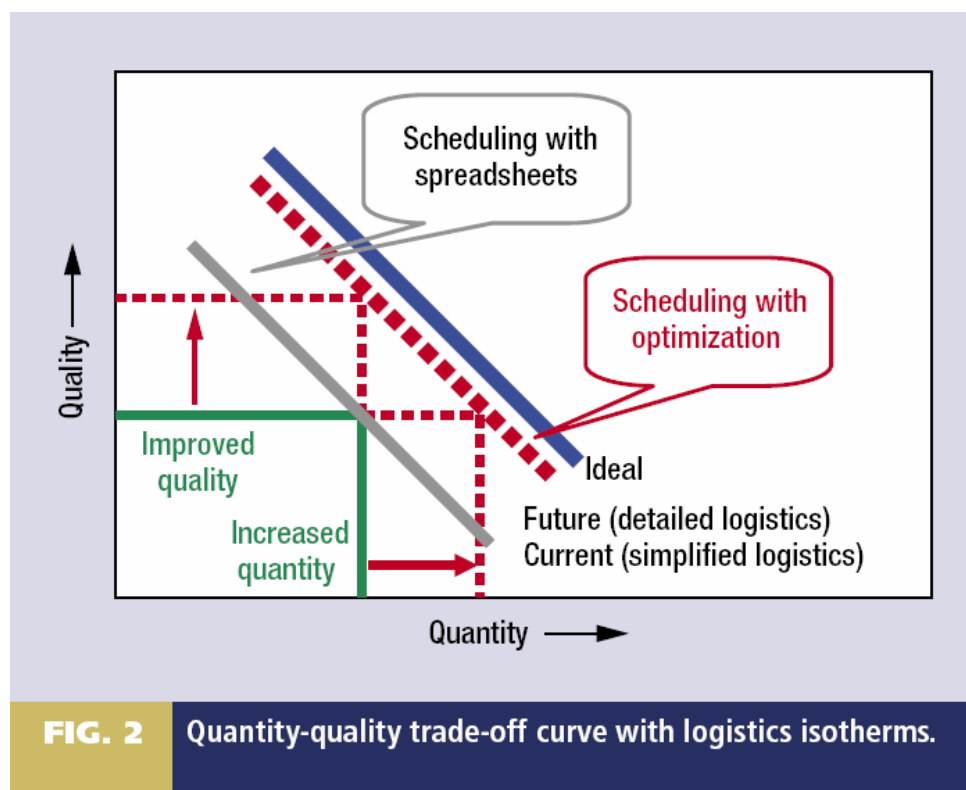 Scheduling with
spreadsheets
Scheduling with
optimization
Quality
Improved
quality
Increased
quantity
Ideal
Future (detailed logistics)
Current (simplified logistics)
Quantity
FIG. 2
Quantity-quality trade-off curve with logistics isotherms.